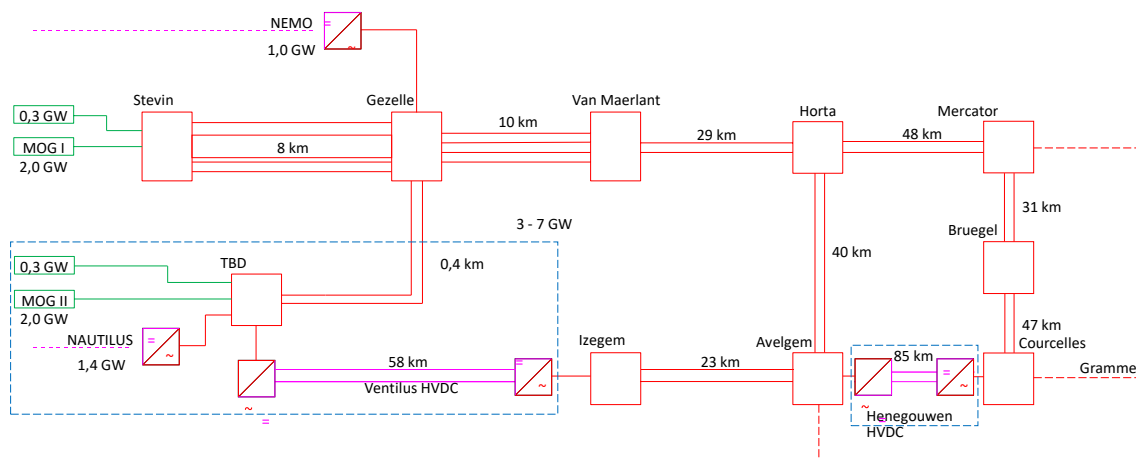 NEMO
1,0 GW
Stevin
Gezelle
Van Maerlant
Horta
Mercator
0,3 GW
MOG I
2,0 GW
8 km
10 km
29 km
48 km
31 km
3 - 7 GW
Bruegel
40 km
0,4 km
TBD
0,3 GW
MOG II
2,0 GW
NAUTILUS
1,4 GW
58 km
Ventilus HVDC
Izegem
23 km
Avelgem
85 km
Henegouwen
HVDC
47 km
Courcelles
Gramme